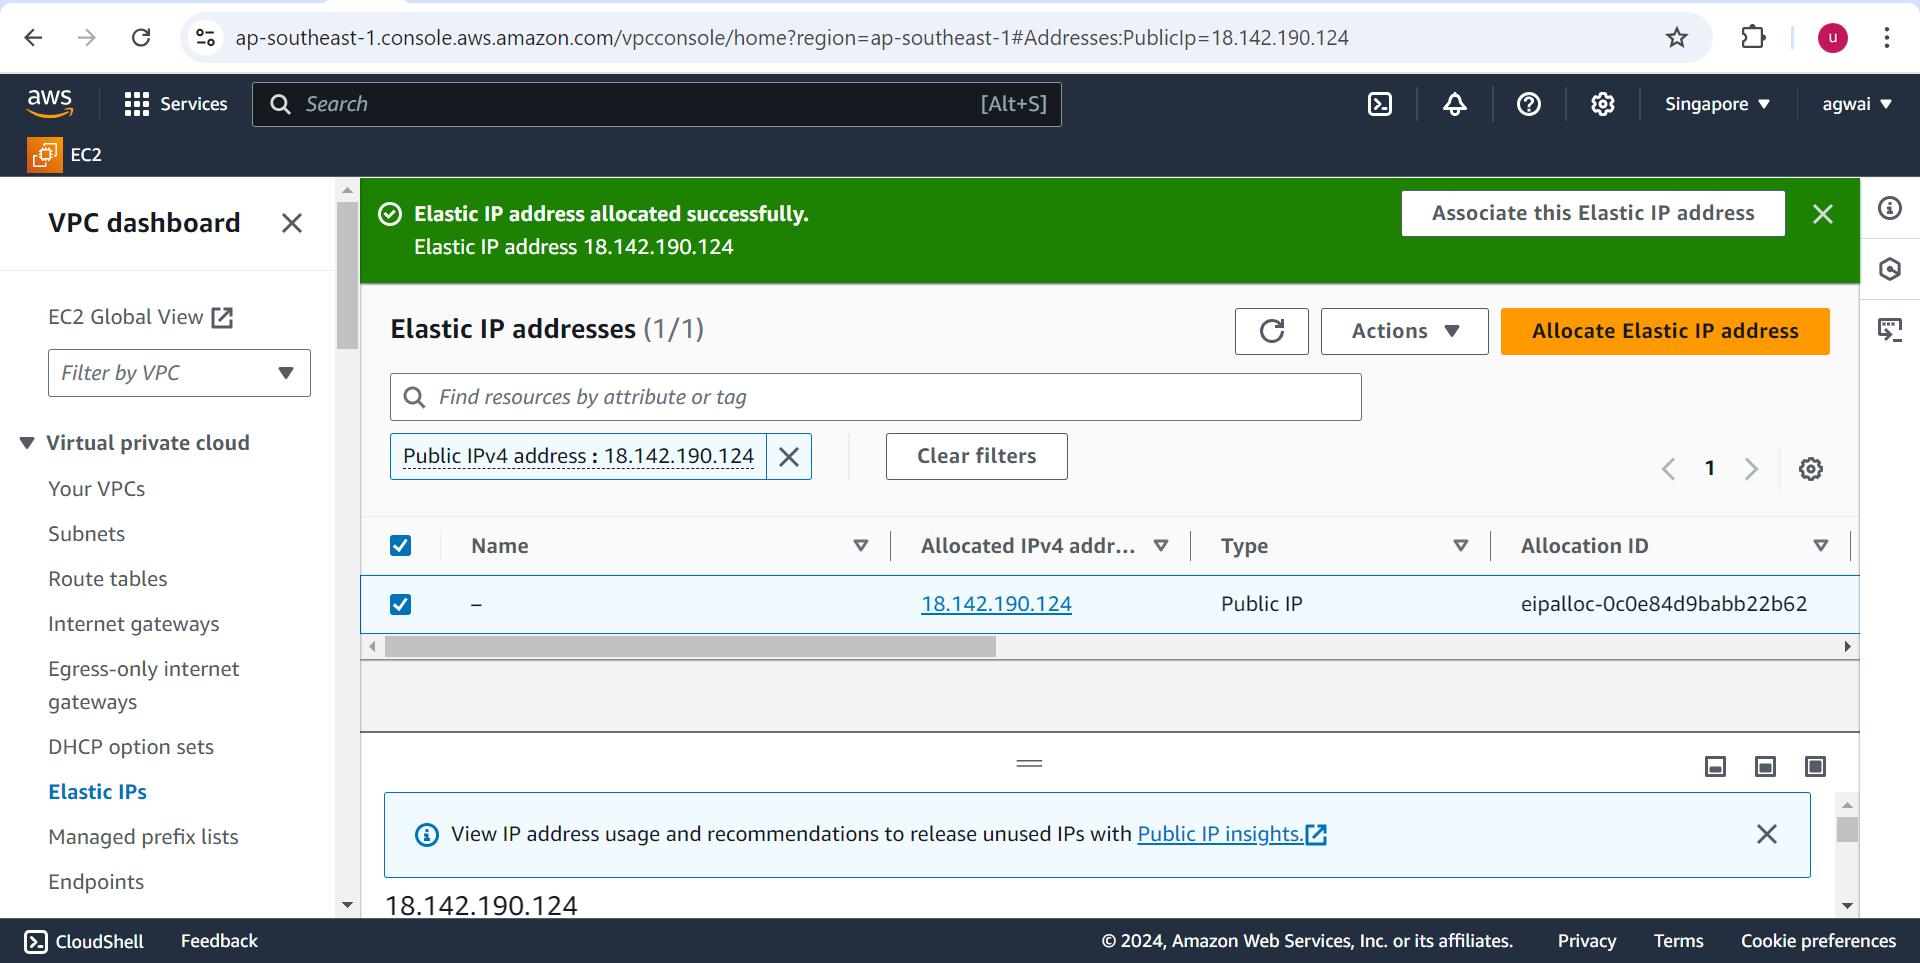 ap-southeast-1.console.aws.amazon.com/vpcconsole/home?region=ap-southeast-1#Addresses:PublicIp=18.142.190.124
u
aws
Services
Search
[Alt+S]
Singapore
agwai
EC2
VPC dashboard
EC2 Global View
Filter by VPC
Virtual private cloud
Your VPCs
Subnets
Route tables
Internet gateways
Egress-only internet
gateways
DHCP option sets
Elastic IPs
Managed prefix lists
Endpoints
Elastic IP address allocated successfully.
Elastic IP address 18.142.190.124
Associate this Elastic IP address
Elastic IP addresses (1/1)
Actions
Allocate Elastic IP address
Find resources by attribute or tag
Public IPv4 address : 18.142.190.124
Clear filters
1
Name
Allocated IPv4 addr...
Type
Allocation ID
–
18.142.190.124
Public IP
eipalloc-0c0e84d9babb22b62
View IP address usage and recommendations to release unused IPs with Public IP insights.
18.142.190.124
CloudShell
Feedback
© 2024, Amazon Web Services, Inc. or its affiliates.
Privacy
Terms
Cookie preferences